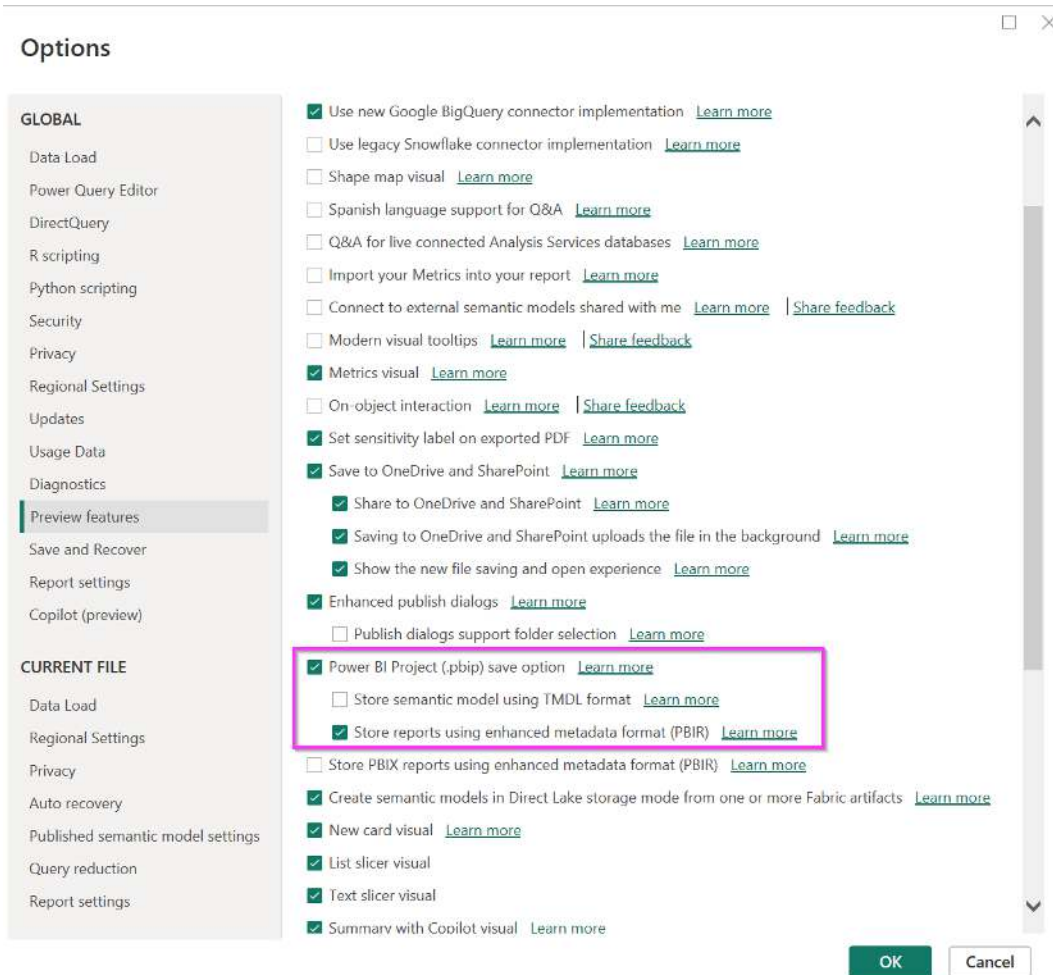 Options
GLOBAL
Data Load
Power Query Editor
DirectQuery
R scripting
Python scripting
Security
Privacy
Regional Settings
Updates
Usage Data
Diagnostics
Preview features
Save and Recover
Report settings
Copilot (preview)
CURRENT FILE
Data Load
Regional Settings
Privacy
Auto recovery
Published semantic model settings
Query reduction
Report settings
Use new Google BigQuery connector implementation Learn more
Use legacy Snowflake connector implementation Learn more
Shape map visual Learn more
Spanish language support for Q&A Learn more
Q&A for live connected Analysis Services databases Learn more
Import your Metrics into your report Learn more
Connect to external semantic models shared with me Learn more | Share feedback
Modern visual tooltips Learn more | Share feedback
Metrics visual Learn more
On-object interaction Learn more | Share feedback
Set sensitivity label on exported PDF Learn more
Save to OneDrive and SharePoint Learn more
Share to OneDrive and SharePoint Learn more
Saving to OneDrive and SharePoint uploads the file in the background Learn more
Show the new file saving and open experience Learn more
Enhanced publish dialogs Learn more
Publish dialogs support folder selection Learn more
Power BI Project (.pbip) save option Learn more
Store semantic model using TMDL format Learn more
Store reports using enhanced metadata format (PBIR) Learn more
Store PBIX reports using enhanced metadata format (PBIR) Learn more
Create semantic models in Direct Lake storage mode from one or more Fabric artifacts Learn more
New card visual Learn more
List slicer visual
Text slicer visual
Summary with Copilot visual Learn more
OK
Cancel